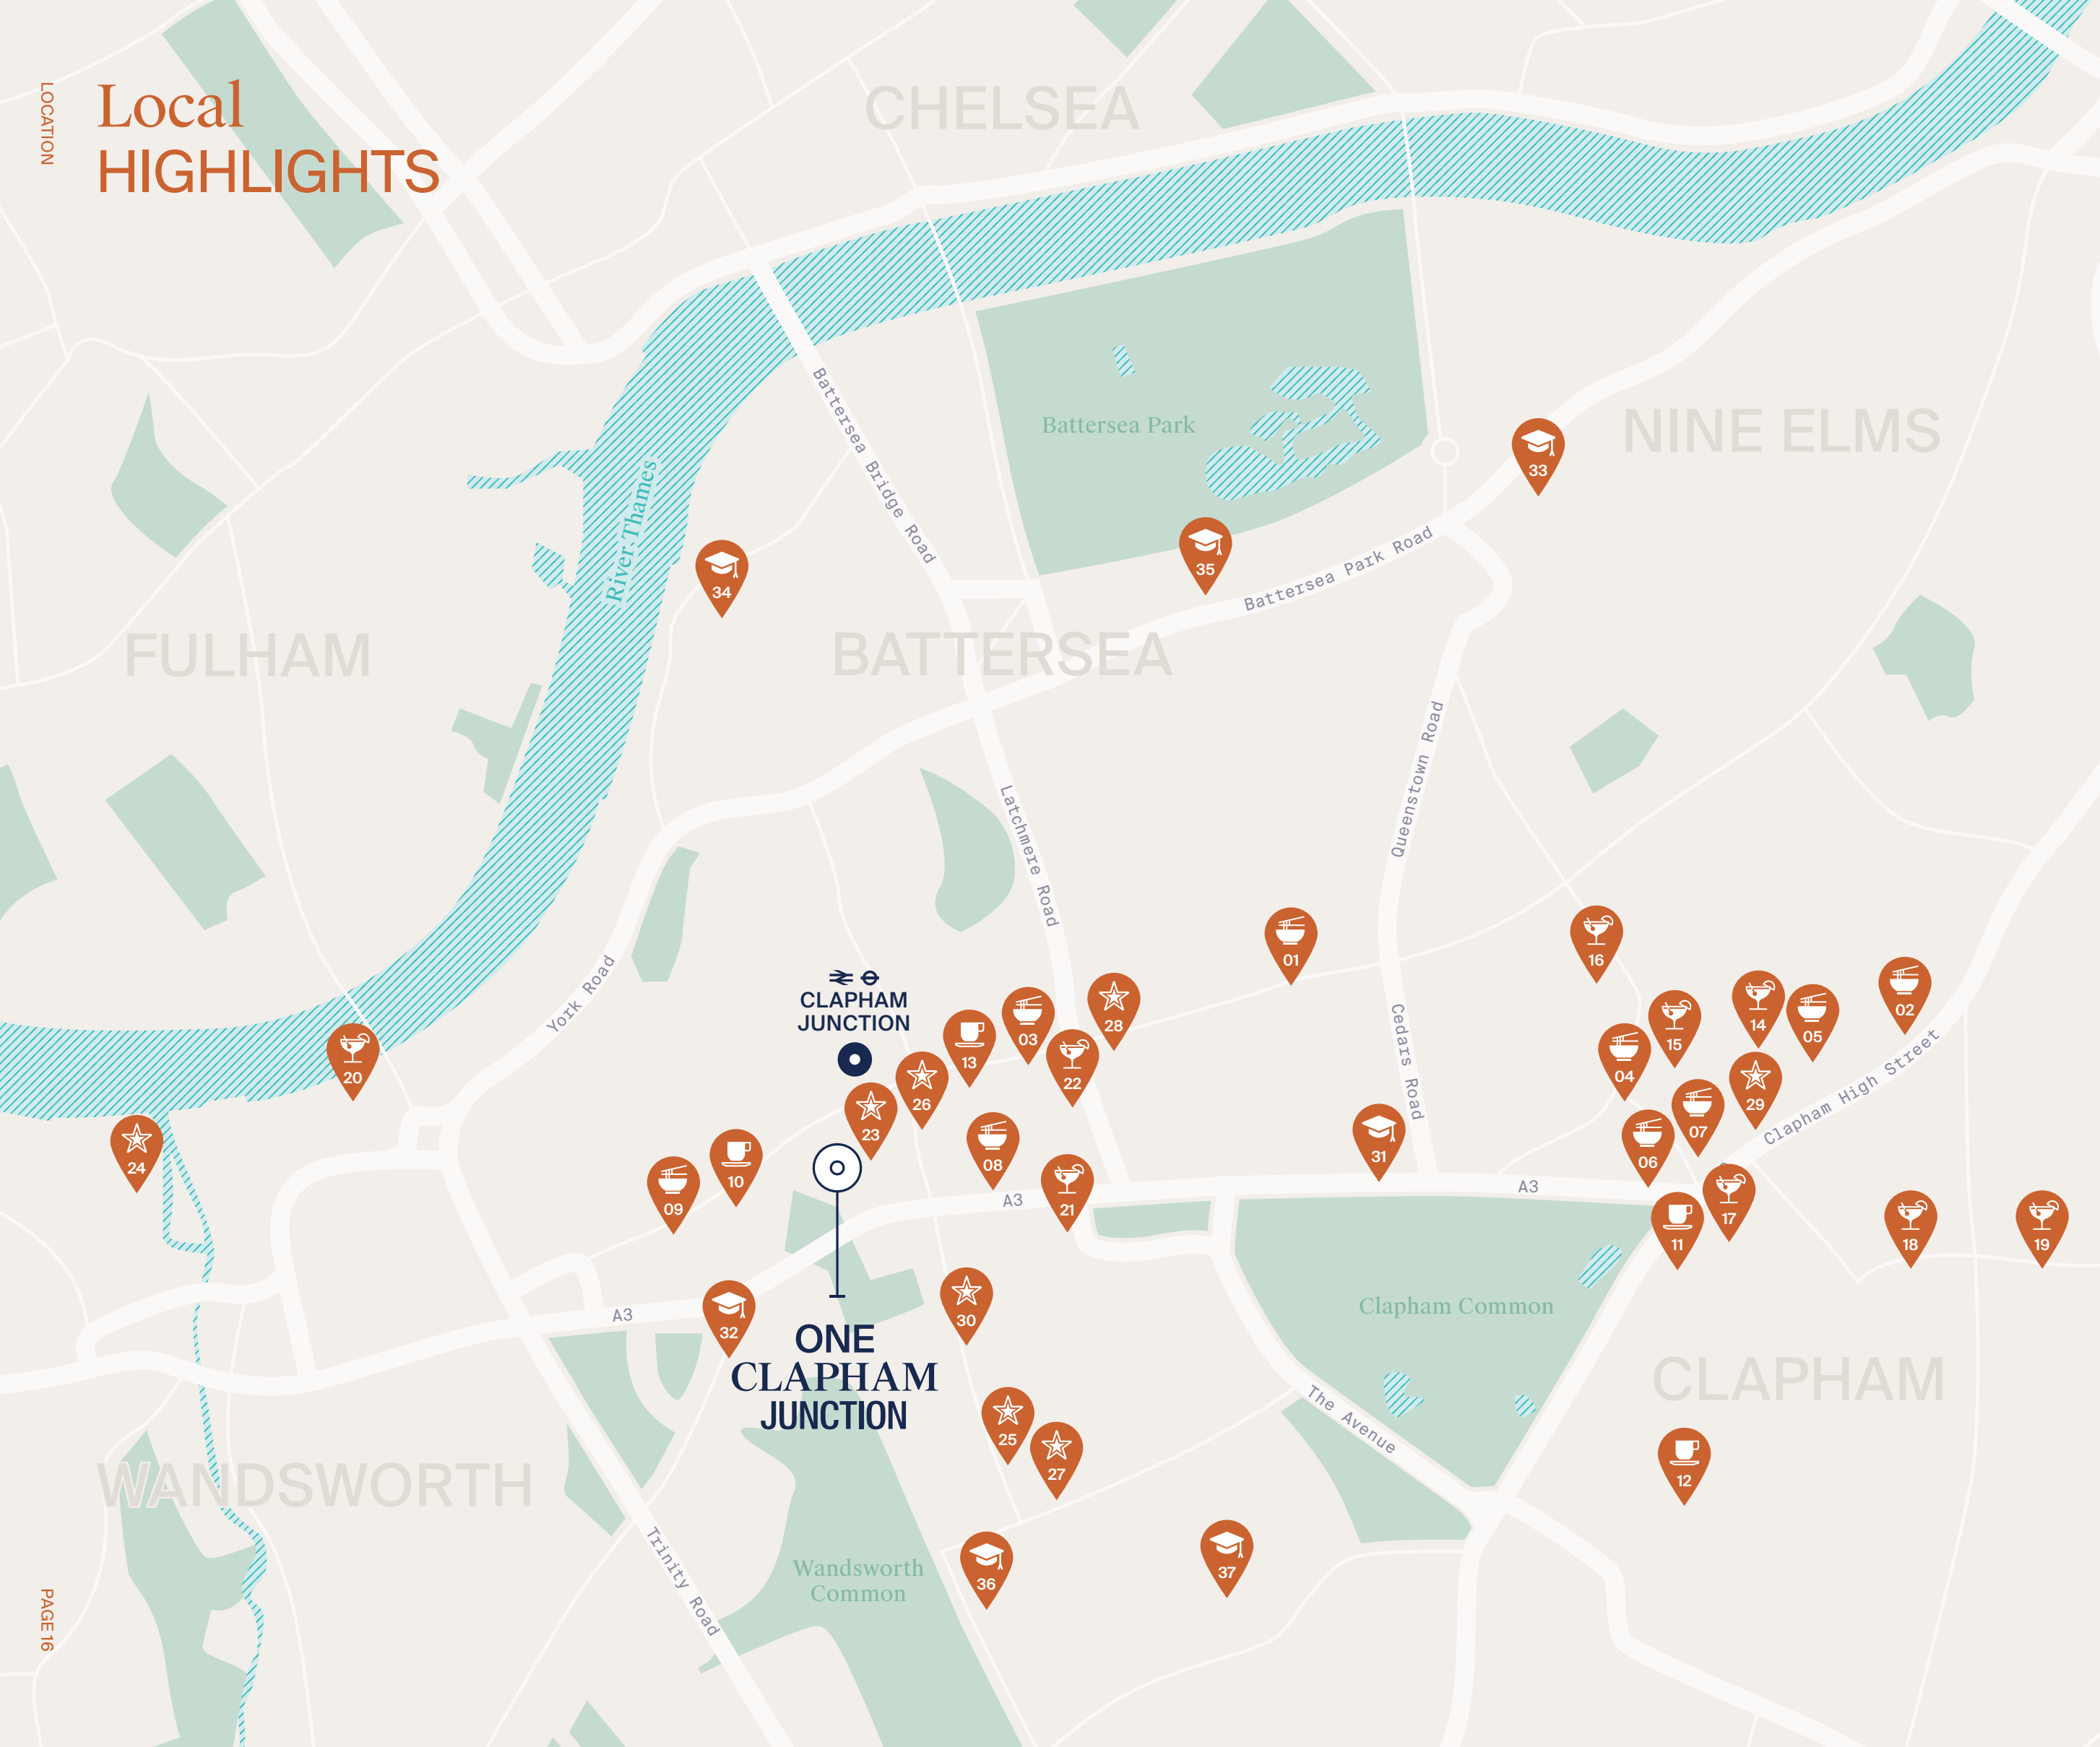 LOCATION
Local
HIGHLIGHTS
CHELSEA
NINE ELMS
Battersea Park
Battersea Bridge Road
River Thames
33
35
34
Battersea Park Road
FULHAM
BATTERSEA
Queenstown Road
Latchmere Road
York Road
01
16
02
14
05
15
04
29
07
06
Clapham High Street
Cedars Road
CLAPHAM
JUNCTION
28
03
13
22
26
23
08
20
24
10
09
31
21
A3
A3
11
17
18
19
A3
32
30
Clapham Common
ONE
CLAPHAM
JUNCTION
CLAPHAM
25
27
The Avenue
12
WANDSWORTH
Trinity Road
Wandsworth
Common
36
37
PAGE 16